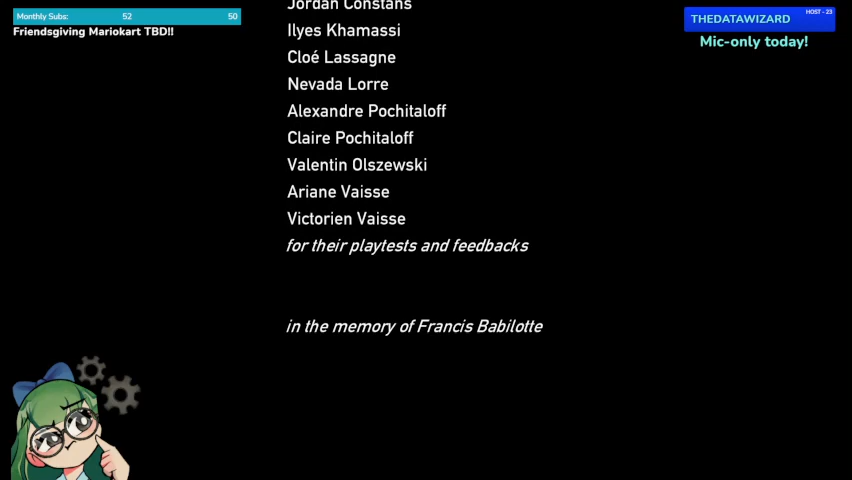 Monthly Subs: 52 50
Friendsgiving Mariokart TBD!!
THEDATAWIZARD
HOST - 23
Mic-only today!
Jordan Constans
Ilyes Khamassi
Cloé Lassagne
Nevada Lorre
Alexandre Pochitaloff
Claire Pochitaloff
Valentin Olszewski
Ariane Vaisse
Victorien Vaisse
for their playtests and feedbacks
in the memory of Francis Babilotte